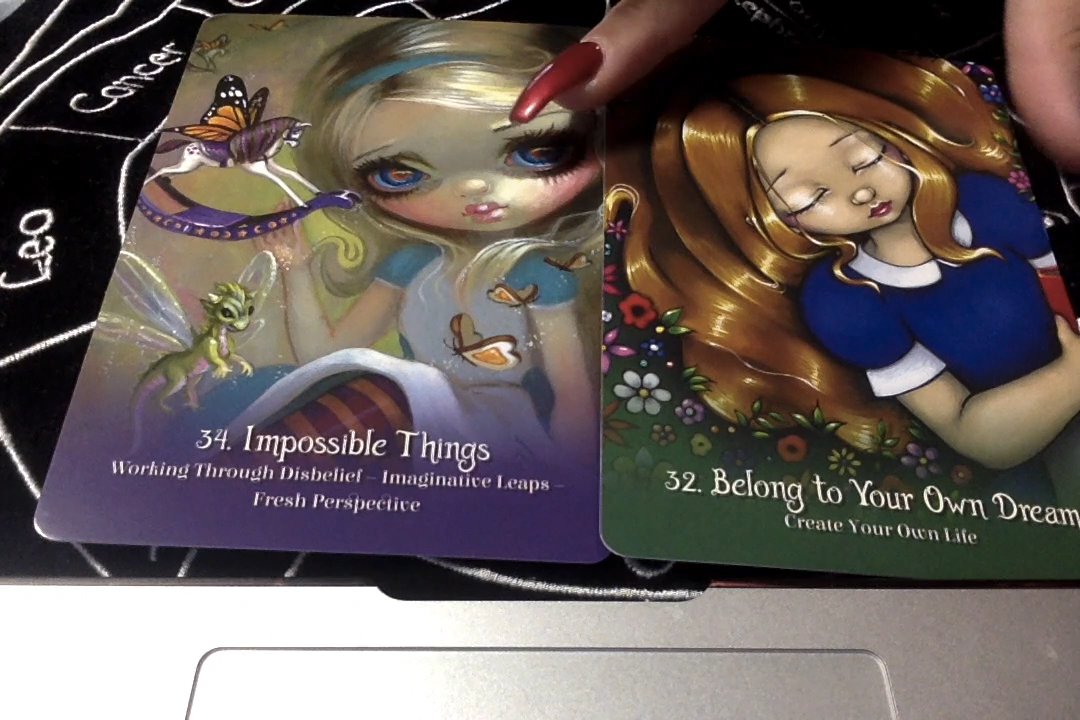 Cancer
Leo
34. Impossible Things
Working Through Disbelief – Imaginative Leaps –
Fresh Perspective
32. Belong to Your Own Dream
Create Your Own Life